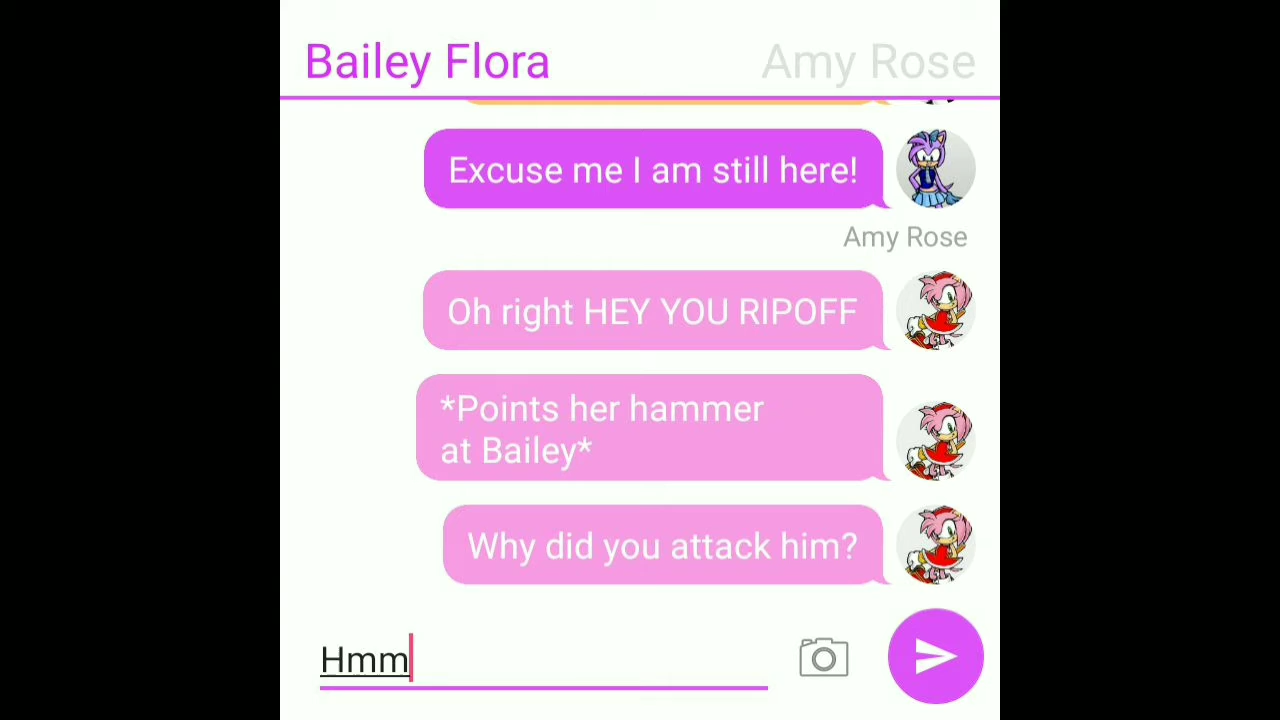 Bailey Flora
Amy Rose
Excuse me I am still here!
Amy Rose
Oh right HEY YOU RIPOFF
*Points her hammer
at Bailey*
Why did you attack him?
Hmm